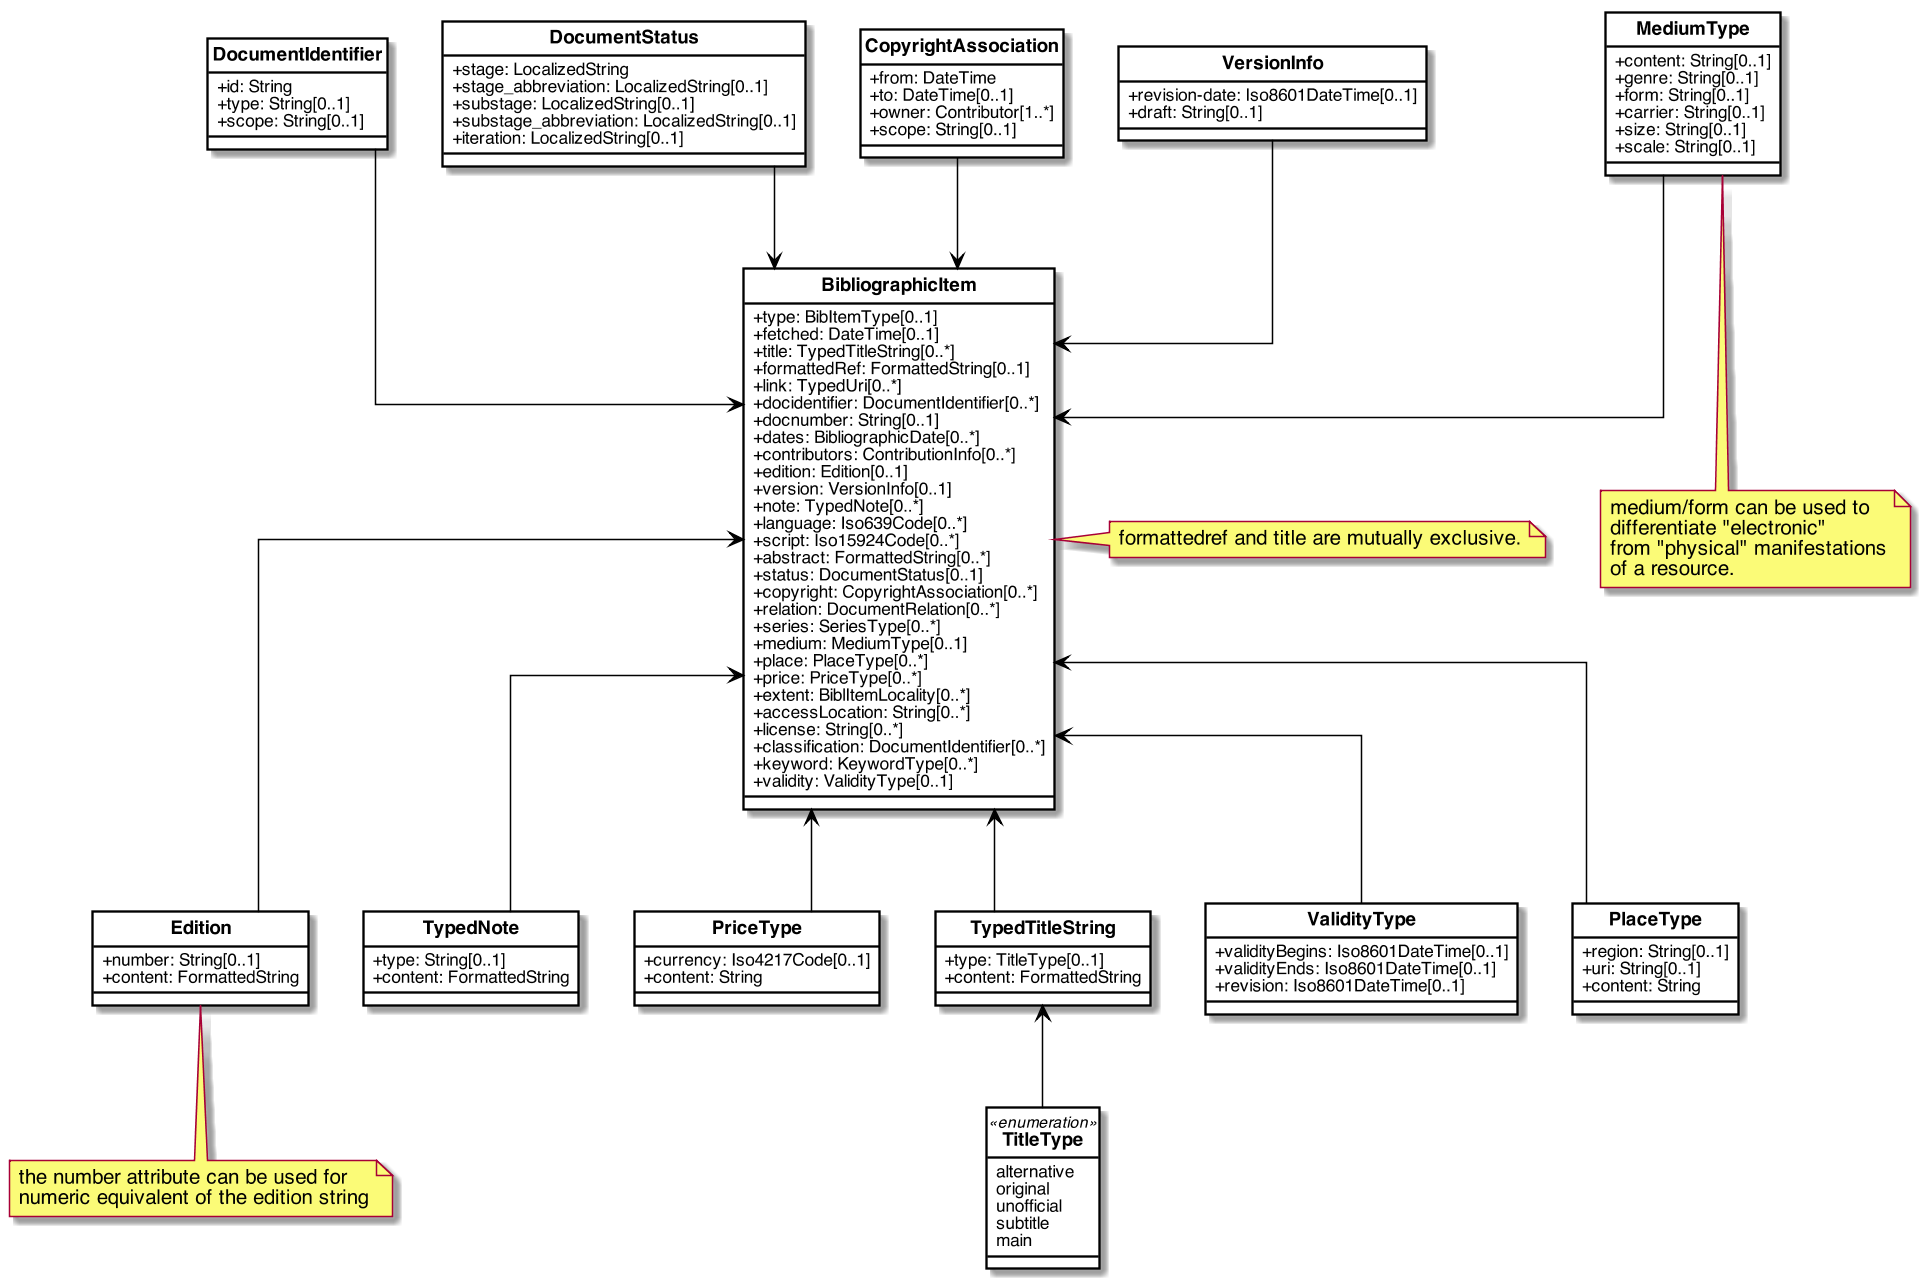 DocumentIdentifier
+id: String
+type: String[0..1]
+scope: String[0..1]
DocumentStatus
+stage: LocalizedString
+stage_abbreviation: LocalizedString[0..1]
+substage: LocalizedString[0..1]
+substage_abbreviation: LocalizedString[0..1]
+iteration: LocalizedString[0..1]
CopyrightAssociation
+from: DateTime
+to: DateTime[0..1]
+owner: Contributor[1..*]
+scope: String[0..1]
VersionInfo
+revision-date: Iso8601DateTime[0..1]
+draft: String[0..1]
MediumType
+content: String[0..1]
+genre: String[0..1]
+form: String[0..1]
+carrier: String[0..1]
+size: String[0..1]
+scale: String[0..1]
BibliographicItem
+type: BibItemType[0..1]
+fetched: DateTime[0..1]
+title: TypedTitleString[0..*]
+formattedRef: FormattedString[0..1]
+link: TypedUri[0..*]
+docidentifier: DocumentIdentifier[0..*]
+docnumber: String[0..1]
+dates: BibliographicDate[0..*]
+contributors: ContributionInfo[0..*]
+edition: Edition[0..1]
+version: VersionInfo[0..1]
+note: TypedNote[0..*]
+language: Iso639Code[0..*]
+script: Iso15924Code[0..*]
+abstract: FormattedString[0..*]
+status: DocumentStatus[0..1]
+copyright: CopyrightAssociation[0..*]
+relation: DocumentRelation[0..*]
+series: SeriesType[0..*]
+medium: MediumType[0..1]
+place: PlaceType[0..*]
+price: PriceType[0..*]
+extent: BiblItemLocality[0..*]
+accessLocation: String[0..*]
+license: String[0..*]
+classification: DocumentIdentifier[0..*]
+keyword: KeywordType[0..*]
+validity: ValidityType[0..1]
formattedref and title are mutually exclusive.
medium/form can be used to
differentiate "electronic"
from "physical" manifestations
of a resource.
Edition
+number: String[0..1]
+content: FormattedString
TypedNote
+type: String[0..1]
+content: FormattedString
PriceType
+currency: Iso4217Code[0..1]
+content: String
TypedTitleString
+type: TitleType[0..1]
+content: FormattedString
ValidityType
+validityBegins: Iso8601DateTime[0..1]
+validityEnds: Iso8601DateTime[0..1]
+revision: Iso8601DateTime[0..1]
PlaceType
+region: String[0..1]
+uri: String[0..1]
+content: String
the number attribute can be used for
numeric equivalent of the edition string
«enumeration»
TitleType
alternative
original
unofficial
subtitle
main